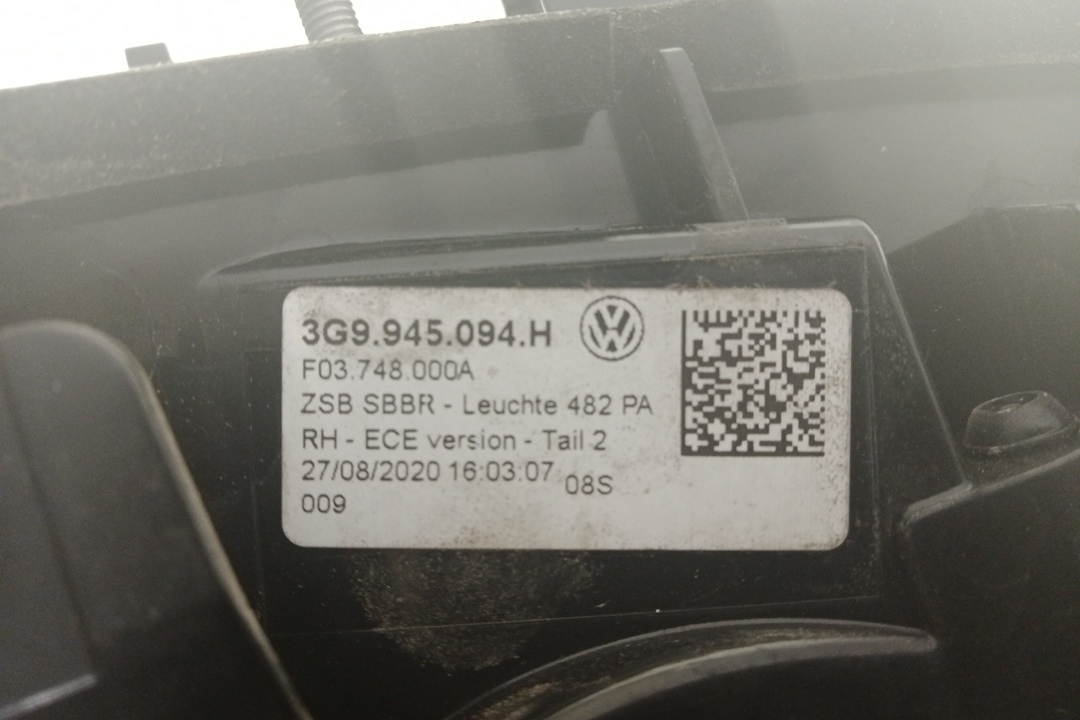 3G9.945.094.H
F03.748.000A
ZSB SBBR - Leuchte 482 PA
RH - ECE version - Tail 2
27/08/2020 16:03:07 08S
009